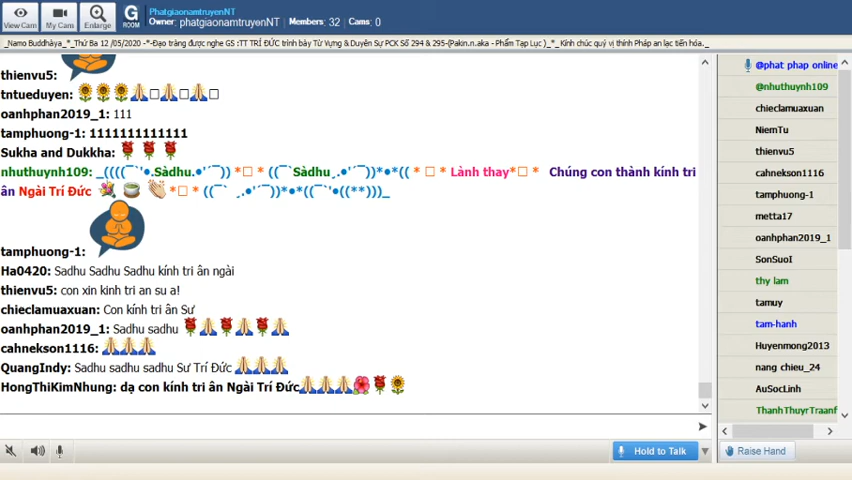 View Cam
My Cam
Enlarge
G
ROOM
PhatgiaonamtruyenNT
Owner: phatgiaonamtruyenNT Members: 32 Cams: 0
_Namo Buddhàya_*_Thứ Ba 12 /05/2020 -*-Đạo tràng được nghe GS :TT TRÍ ĐỨC trình bày Từ Vựng &Duyên Sự PCK Số 294 & 295-(Pakin.n.aka - Phẩm Tạp Lục )_*_ Kính chúc quý vị thính Pháp an lạc tiến hóa._
thienvu5:
tntueduyen:
oanhphan2019_1: 111
tamphuong-1: 1111111111111
Sukha and Dukkha:
nhuthuynh109: _((((¯`'•.Sàdhu.•'´¯)) *□ * ((¯`Sàdhu¸.•'´¯))*•*(( * □ * Lành thay*□ * Chúng con thành kính tri
ân Ngài Trí Đức *□ * ((¯` ¸.•'´¯))*•*((¯`'•((**)))_
tamphuong-1:
Ha0420: Sadhu Sadhu Sadhu kính tri ân ngài
thienvu5: con xin kinh tri an su a!
chieclamuaxuan: Con kính tri ân Sư
oanhphan2019_1: Sadhu sadhu
cahnekson1116:
QuangIndy: Sadhu sadhu sadhu Sư Trí Đức
HongThiKimNhung: dạ con kính tri ân Ngài Trí Đức
@phat phap online
@nhuthuynh109
chieclamuaxuan
NiemTu
thienvu5
cahnekson1116
tamphuong-1
metta17
oanhphan2019_1
SonSuoI
thy lam
tamuy
tam-hanh
Huyenmong2013
nang chieu_24
AuSocLinh
ThanhThuyrTraanf
Hold to Talk
Raise Hand